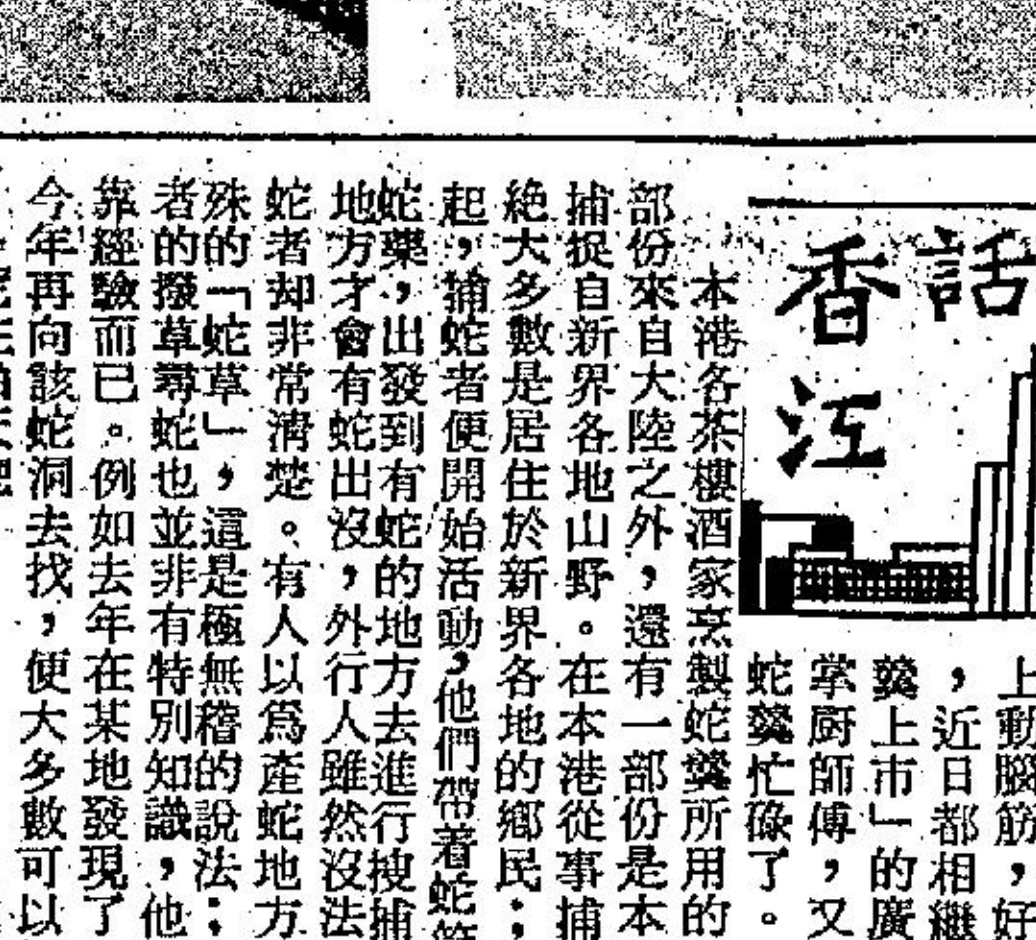 話
香江
上動腦筋，好
，近日都相繼
羹上市」的廣
掌厨師傅，又
蛇羹忙碌了。
本港各茶樓酒家烹製蛇羹所用的
部份來自大陸之外，還有一部份是本
捕捉自新界各地山野。在本港從事捕
絶大多數是居住於新界各地的鄉民；
起，捕蛇者便開始活動，他們帶着蛇
蛇藥，出發到有蛇的地方去進行搜捕
地方才會有蛇出沒，外行人雖然沒法
蛇者却非常清楚。有人以爲產蛇地方
殊的「蛇草」，這是極無稽的說法；
者的撥草尋蛇也並非有特別知識，他
靠經驗而已。例如去年在某地發現了
今年再向該蛇洞去找，便大多數可以